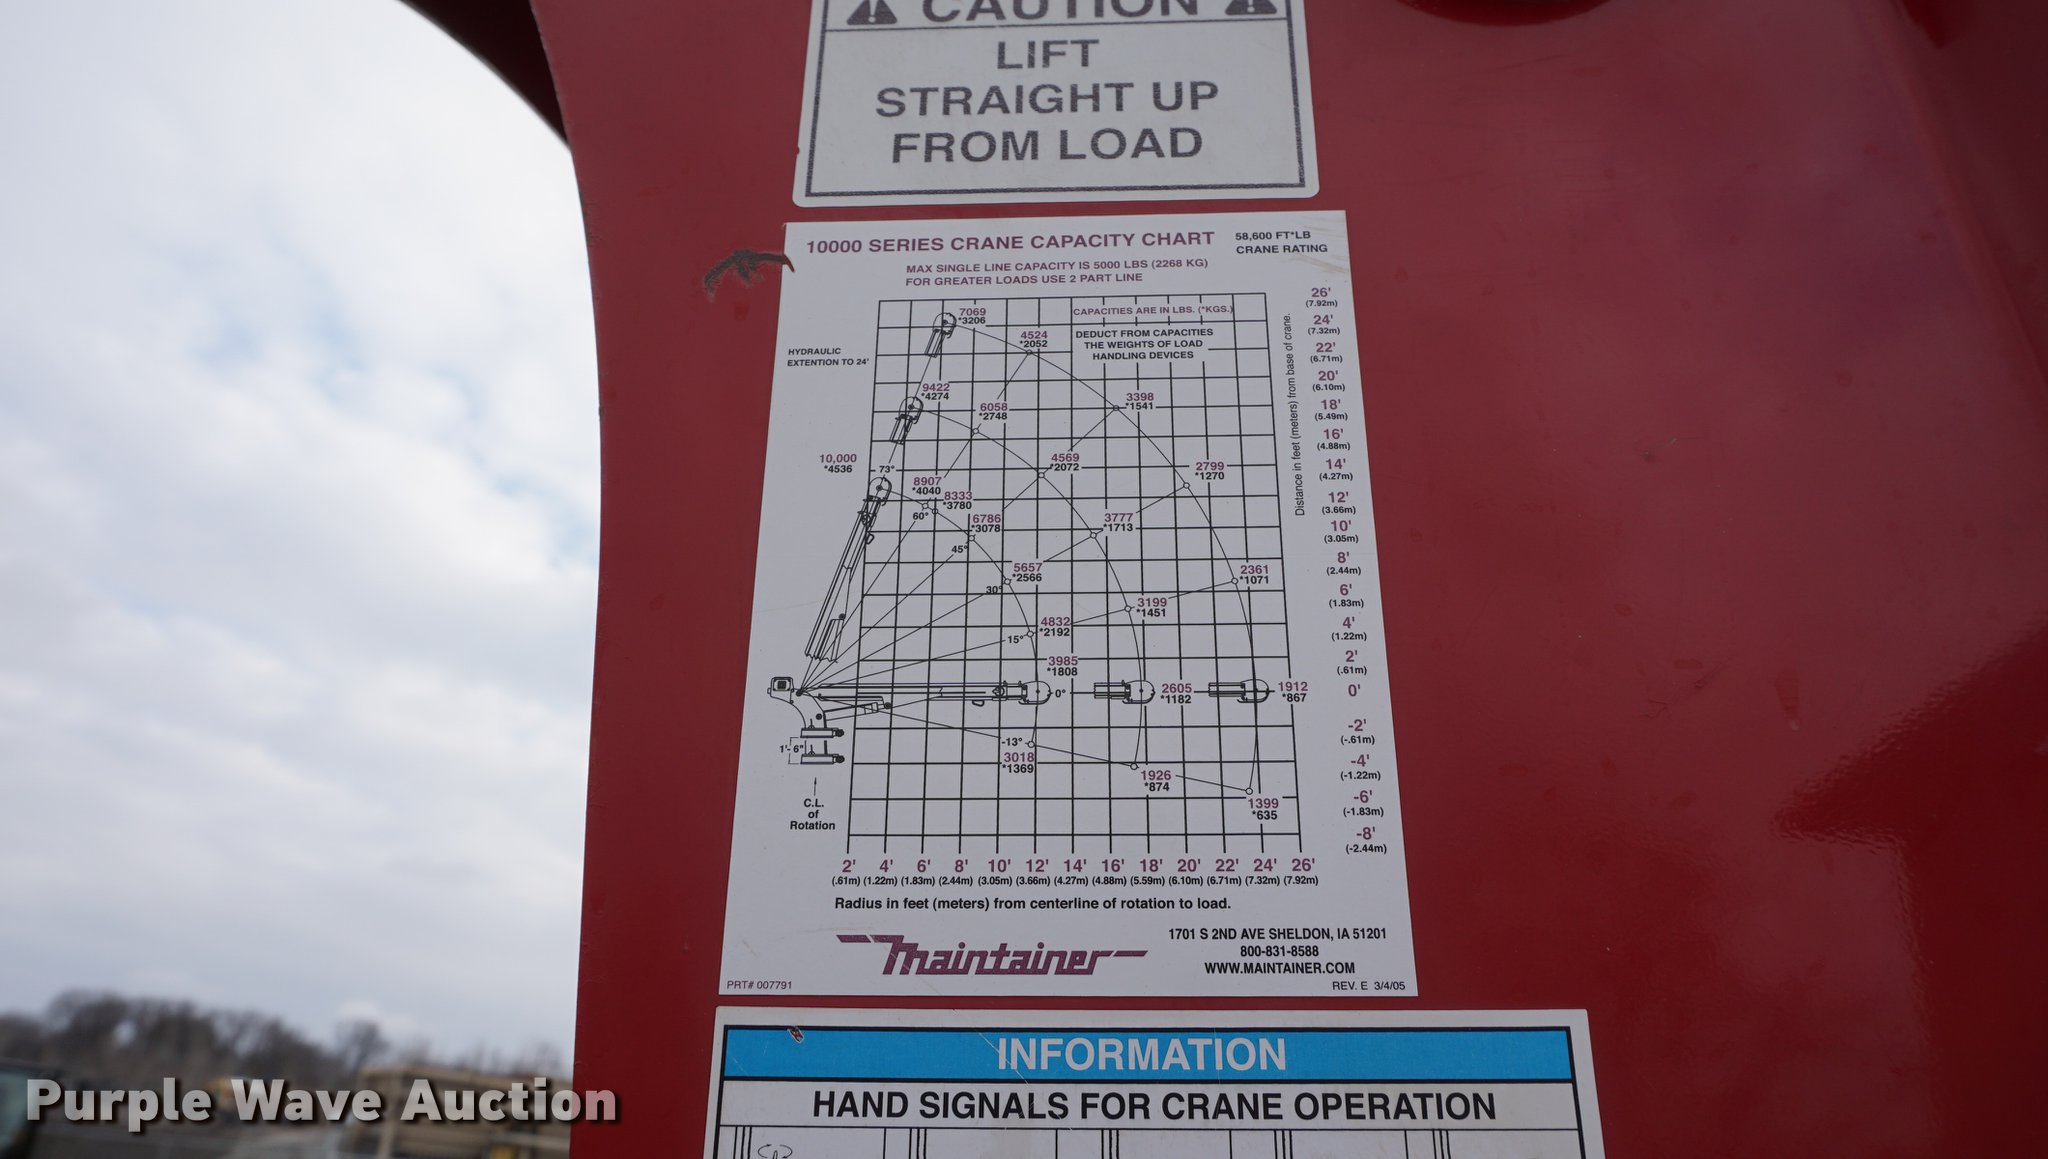 CAUTION
LIFT
STRAIGHT UP
FROM LOAD
10000 SERIES CRANE CAPACITY CHART
58,600 FT*LB
CRANE RATING
MAX SINGLE LINE CAPACITY IS 5000 LBS (2268 KG)
FOR GREATER LOADS USE 2 PART LINE
CAPACITIES ARE IN LBS. (*KGS.)
DEDUCT FROM CAPACITIES
THE WEIGHTS OF LOAD
HANDLING DEVICES
HYDRAULIC
EXTENTION TO 24'
7069
*3206
4524
*2052
9422
*4274
6058
*2748
3398
*1541
10,000
*4536
73°
8907
*4040
60°
8333
*3780
4569
*2072
2799
*1270
6786
*3078
45°
3777
*1713
5657
*2566
30°
2361
*1071
4832
*2192
15°
3199
*1451
3985
*1808
0°
2605
*1182
1912
*867
-13°
3018
*1369
1926
*874
1399
*635
1'- 6"
C.L.
of
Rotation
Distance in feet (meters) from base of crane.
26'
(7.92m)
24'
(7.32m)
22'
(6.71m)
20'
(6.10m)
18'
(5.49m)
16'
(4.88m)
14'
(4.27m)
12'
(3.66m)
10'
(3.05m)
8'
(2.44m)
6'
(1.83m)
4'
(1.22m)
2'
(.61m)
0'
-2'
(-.61m)
-4'
(-1.22m)
-6'
(-1.83m)
-8'
(-2.44m)
2' 4' 6' 8' 10' 12' 14' 16' 18' 20' 22' 24' 26'
(.61m) (1.22m) (1.83m) (2.44m) (3.05m) (3.66m) (4.27m) (4.88m) (5.59m) (6.10m) (6.71m) (7.32m) (7.92m)
Radius in feet (meters) from centerline of rotation to load.
Maintainer
1701 S 2ND AVE SHELDON, IA 51201
800-831-8588
WWW.MAINTAINER.COM
PRT# 007791
REV. E 3/4/05
INFORMATION
HAND SIGNALS FOR CRANE OPERATION
Purple Wave Auction